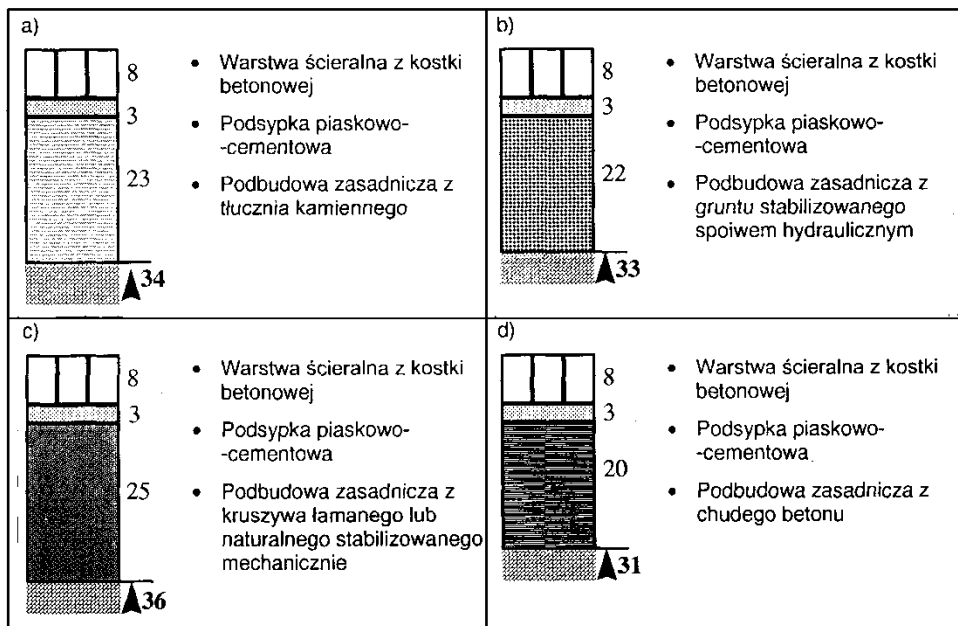 a)
8
3
23
34
• Warstwa ścieralna z kostki
betonowej
• Podsypka piaskowo-
-cementowa
• Podbudowa zasadnicza z
tłucznia kamiennego
b)
8
3
22
33
• Warstwa ścieralna z kostki
betonowej
• Podsypka piaskowo-
-cementowa
• Podbudowa zasadnicza z
gruntu stabilizowanego
spoiwem hydraulicznym
c)
8
3
25
36
• Warstwa ścieralna z kostki
betonowej
• Podsypka piaskowo-
-cementowa
• Podbudowa zasadnicza z
kruszywa łamanego lub
naturalnego stabilizowanego
mechanicznie
d)
8
3
20
31
• Warstwa ścieralna z kostki
betonowej
• Podsypka piaskowo-
-cementowa
• Podbudowa zasadnicza z
chudego betonu